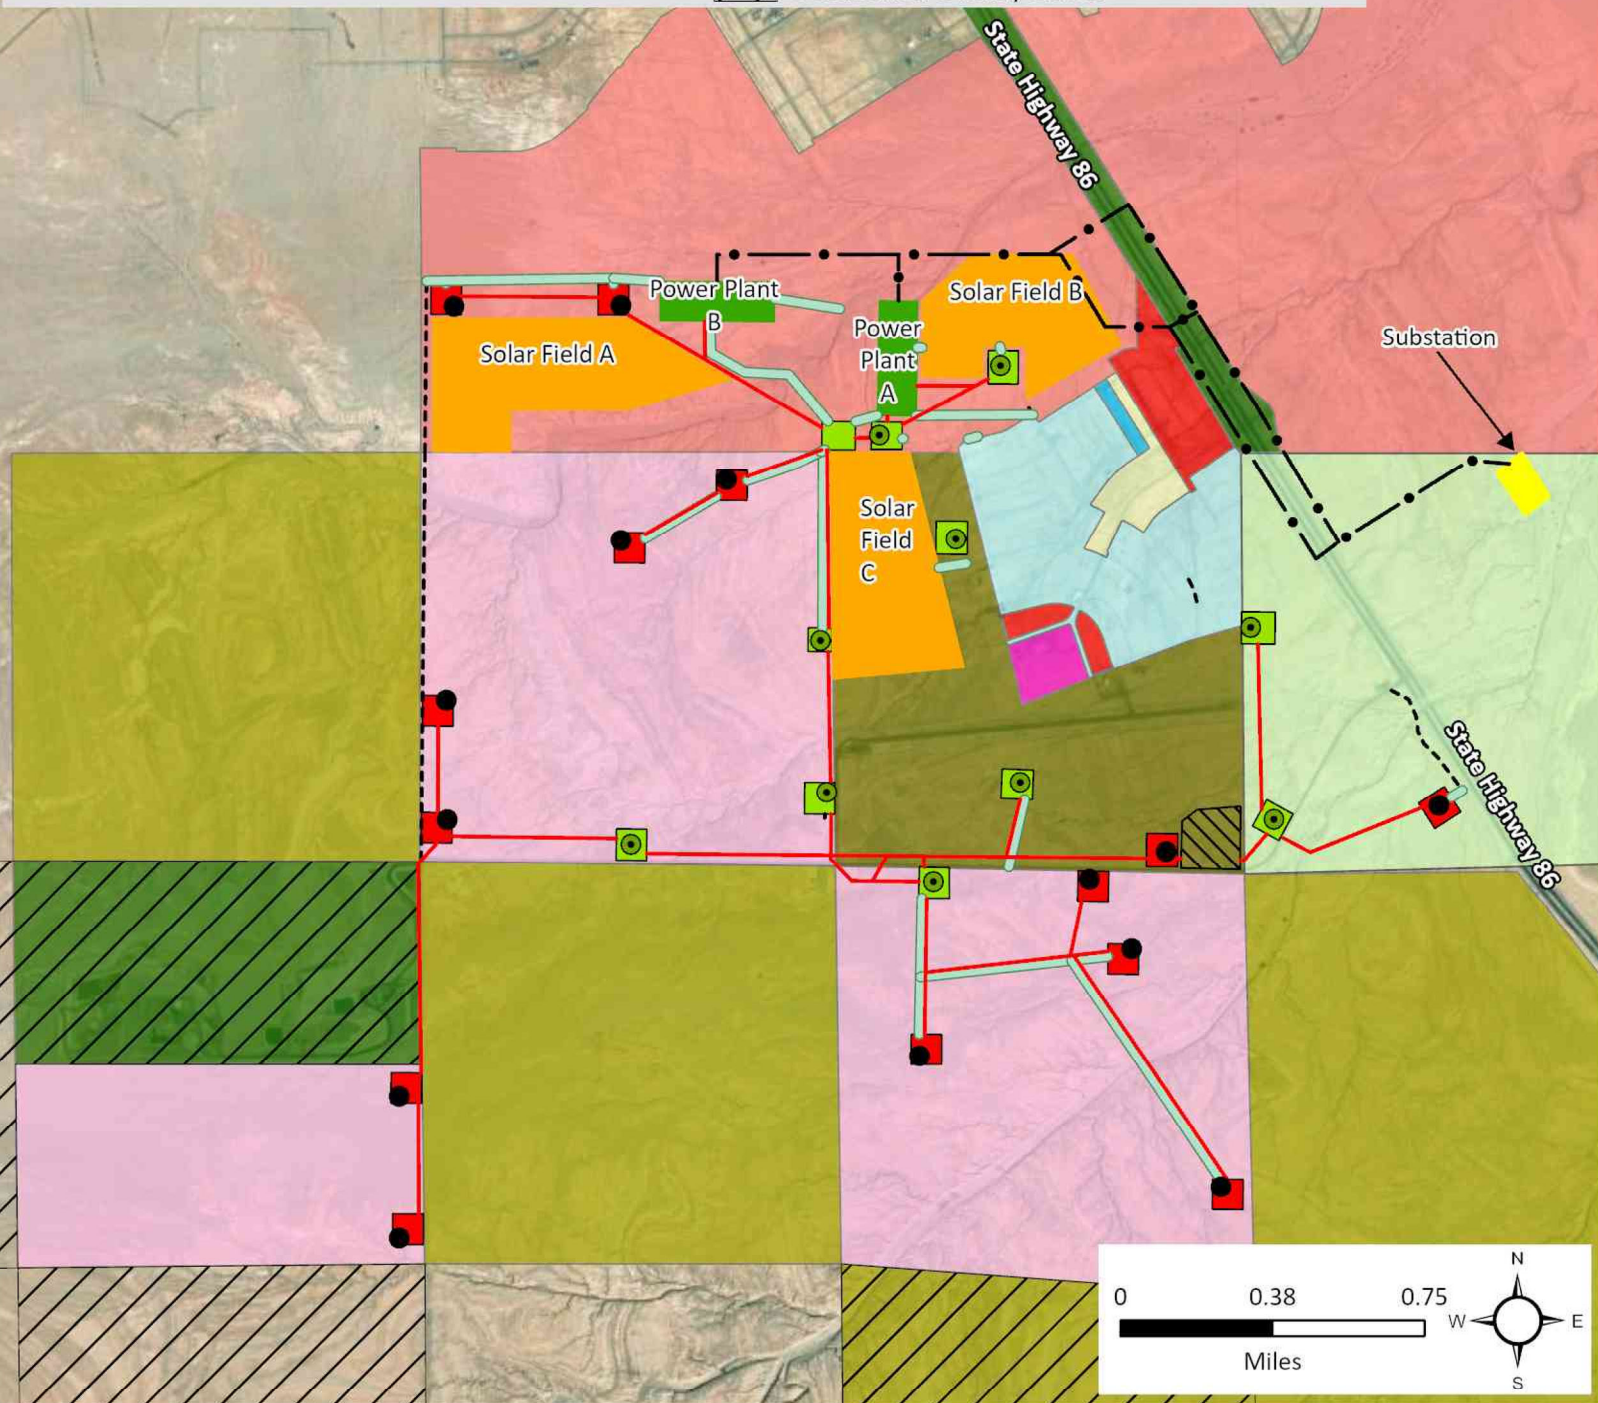 State Highway 86
Power Plant
B
Solar Field B
Power
Plant
A
Solar Field A
Substation
Solar
Field
C
State Highway 86
0 0.38 0.75
Miles
N
W E
S